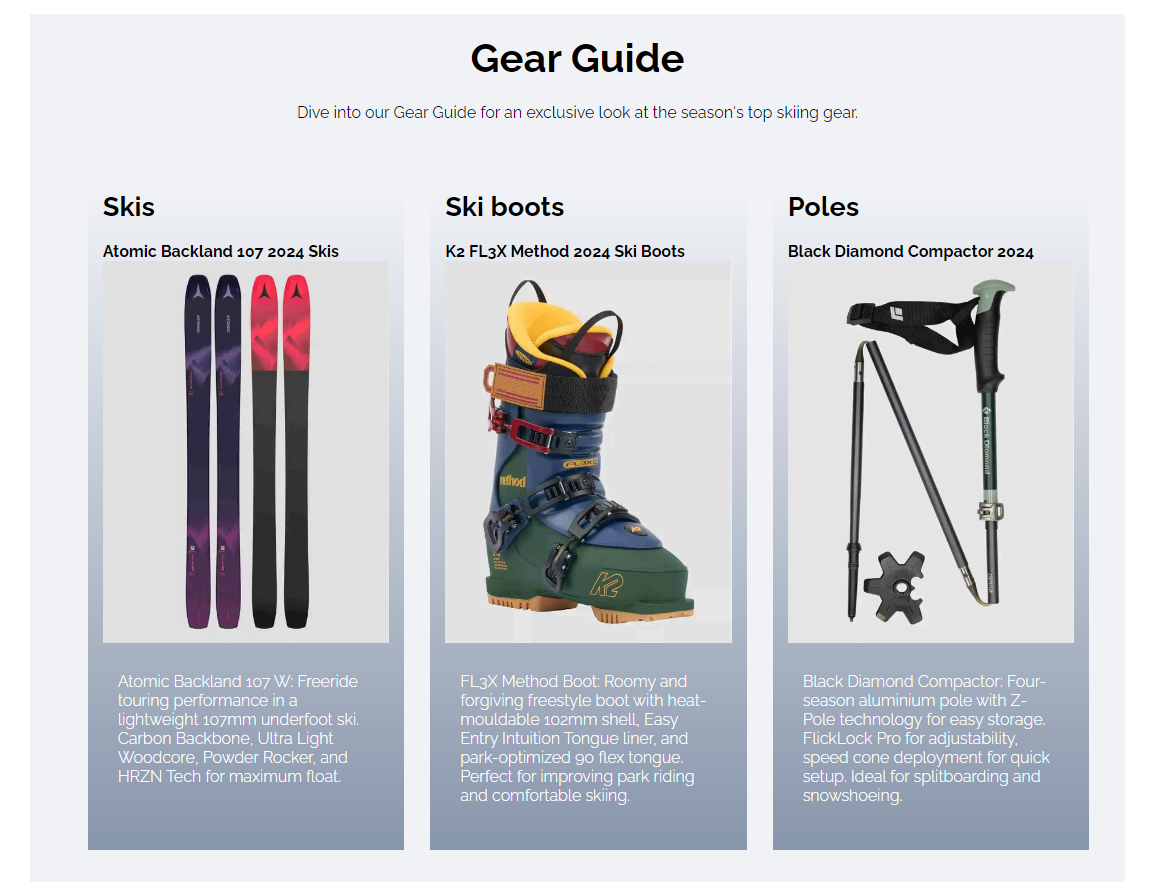 Gear Guide
Dive into our Gear Guide for an exclusive look at the season's top skiing gear.
Skis
Atomic Backland 107 2024 Skis
Atomic Backland 107 W: Freeride
touring performance in a
lightweight 107mm underfoot ski.
Carbon Backbone, Ultra Light
Woodcore, Powder Rocker, and
HRZN Tech for maximum float.
Ski boots
K2 FL3X Method 2024 Ski Boots
FL3X
method
K2
FL3X Method Boot: Roomy and
forgiving freestyle boot with heat-
mouldable 102mm shell, Easy
Entry Intuition Tongue liner, and
park-optimized 90 flex tongue.
Perfect for improving park riding
and comfortable skiing.
Poles
Black Diamond Compactor 2024
Black Diamond
Black Diamond Compactor: Four-
season aluminium pole with Z-
Pole technology for easy storage.
FlickLock Pro for adjustability,
speed cone deployment for quick
setup. Ideal for splitboarding and
snowshoeing.